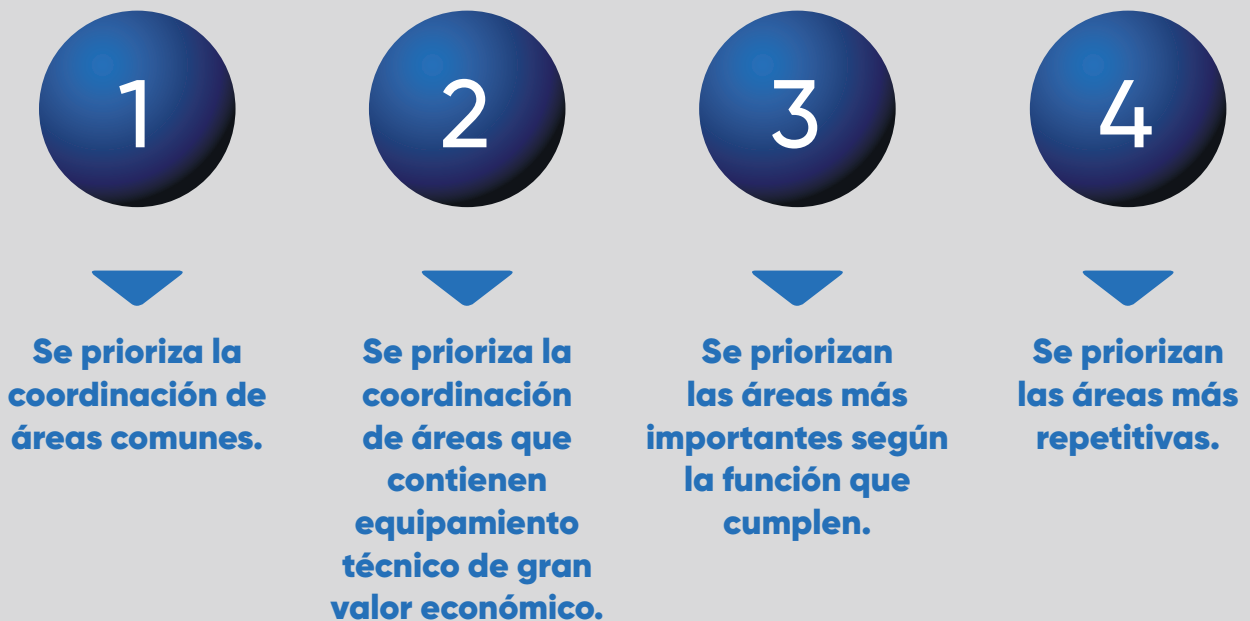 1
2
3
4
Se prioriza la
coordinación de
áreas comunes.
Se prioriza la
coordinación
de áreas que
contienen
equipamiento
técnico de gran
valor económico.
Se priorizan
las áreas más
importantes según
la función que
cumplen.
Se priorizan
las áreas más
repetitivas.